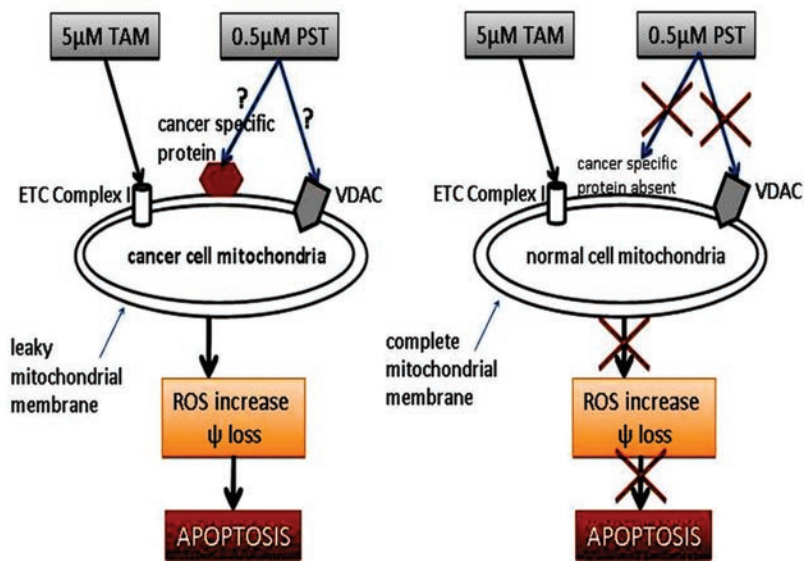 5µM TAM
0.5µM PST
?
?
cancer specific
protein
ETC Complex I
VDAC
cancer cell mitochondria
leaky
mitochondrial
membrane
ROS increase
ψ loss
APOPTOSIS
5µM TAM
0.5µM PST
cancer specific
protein absent
ETC Complex I
VDAC
normal cell mitochondria
complete
mitochondrial
membrane
ROS increase
ψ loss
APOPTOSIS